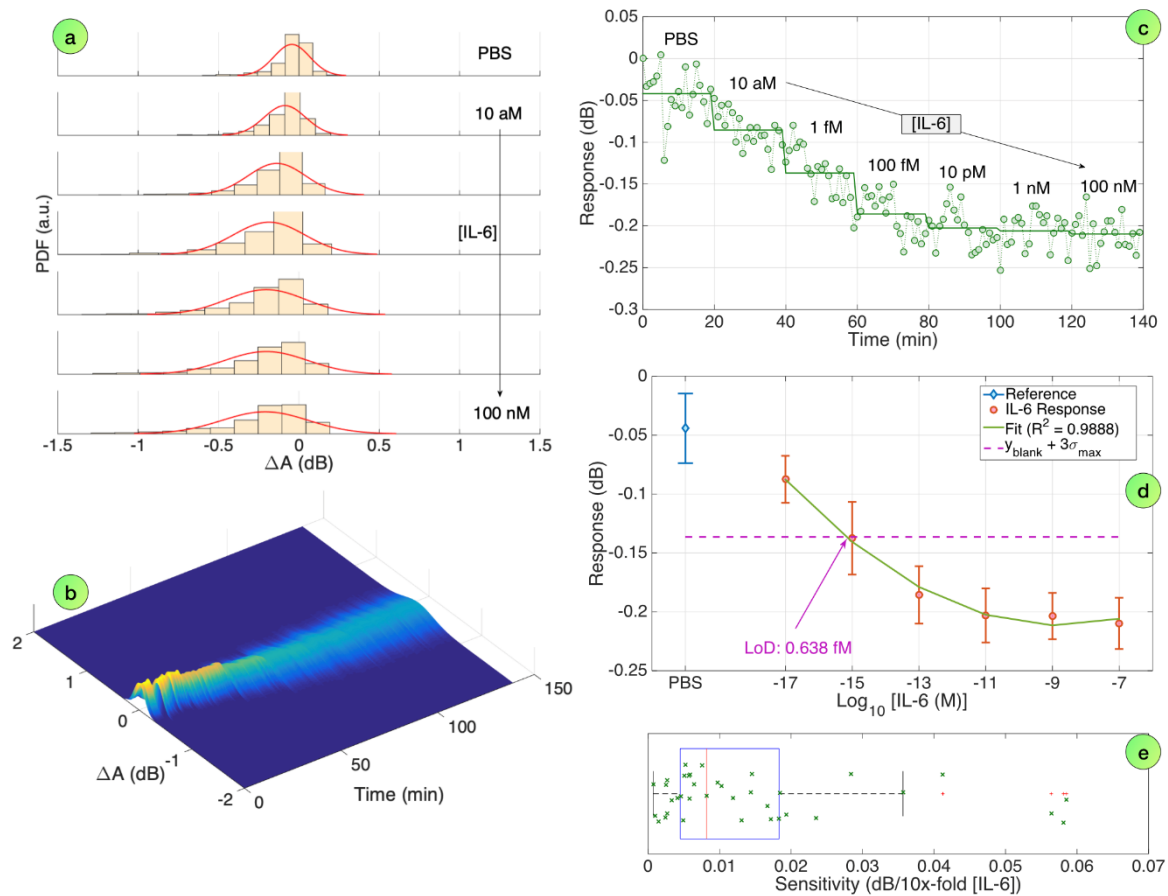 a
PBS
10 aM
[IL-6]
100 nM
PDF (a.u.)
-1.5 -1 -0.5 0 0.5 1 1.5
ΔA (dB)
b
2
1
0
-1
-2
ΔA (dB)
0
50
100
150
Time (min)
c
0.05
0
-0.05
-0.1
-0.15
-0.2
-0.25
-0.3
Response (dB)
PBS
10 aM
1 fM
100 fM
10 pM
1 nM
100 nM
[IL-6]
0 20 40 60 80 100 120 140
Time (min)
d
0
-0.05
-0.1
-0.15
-0.2
-0.25
Response (dB)
Reference
IL-6 Response
Fit (R² = 0.9888)
y_blank + 3σ_max
LoD: 0.638 fM
PBS -17 -15 -13 -11 -9 -7
Log₁₀ [IL-6 (M)]
e
0 0.01 0.02 0.03 0.04 0.05 0.06 0.07
Sensitivity (dB/10x-fold [IL-6])